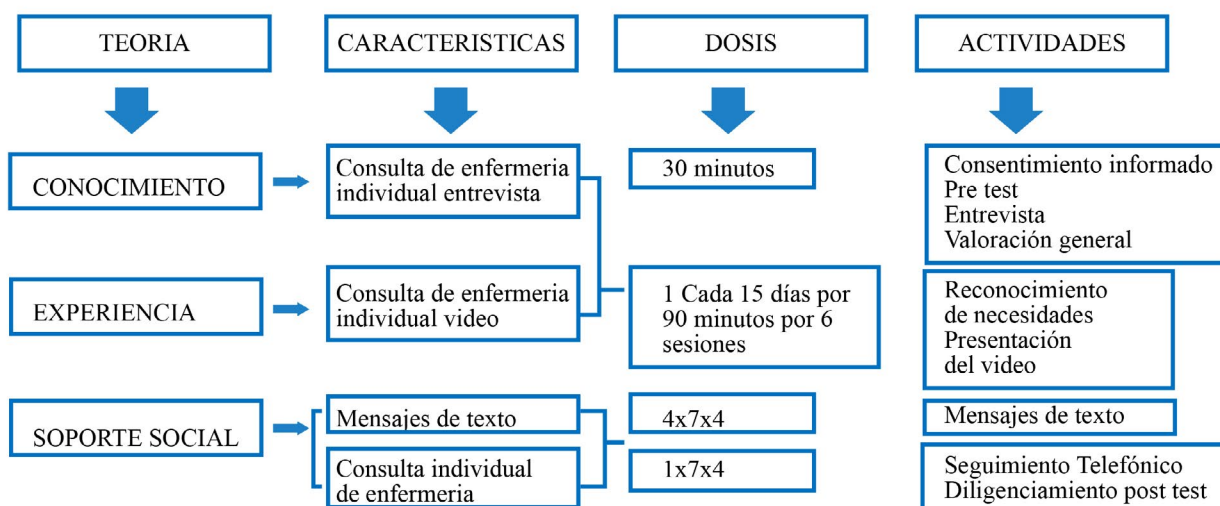 TEORIA
CARACTERISTICAS
DOSIS
ACTIVIDADES
CONOCIMIENTO
Consulta de enfermeria
individual entrevista
30 minutos
Consentimiento informado
Pre test
Entrevista
Valoración general
EXPERIENCIA
Consulta de enfermeria
individual video
1 Cada 15 días por
90 minutos por 6
sesiones
Reconocimiento
de necesidades
Presentación
del video
SOPORTE SOCIAL
Mensajes de texto
4x7x4
Mensajes de texto
Consulta individual
de enfermeria
1x7x4
Seguimiento Telefónico
Diligenciamiento post test